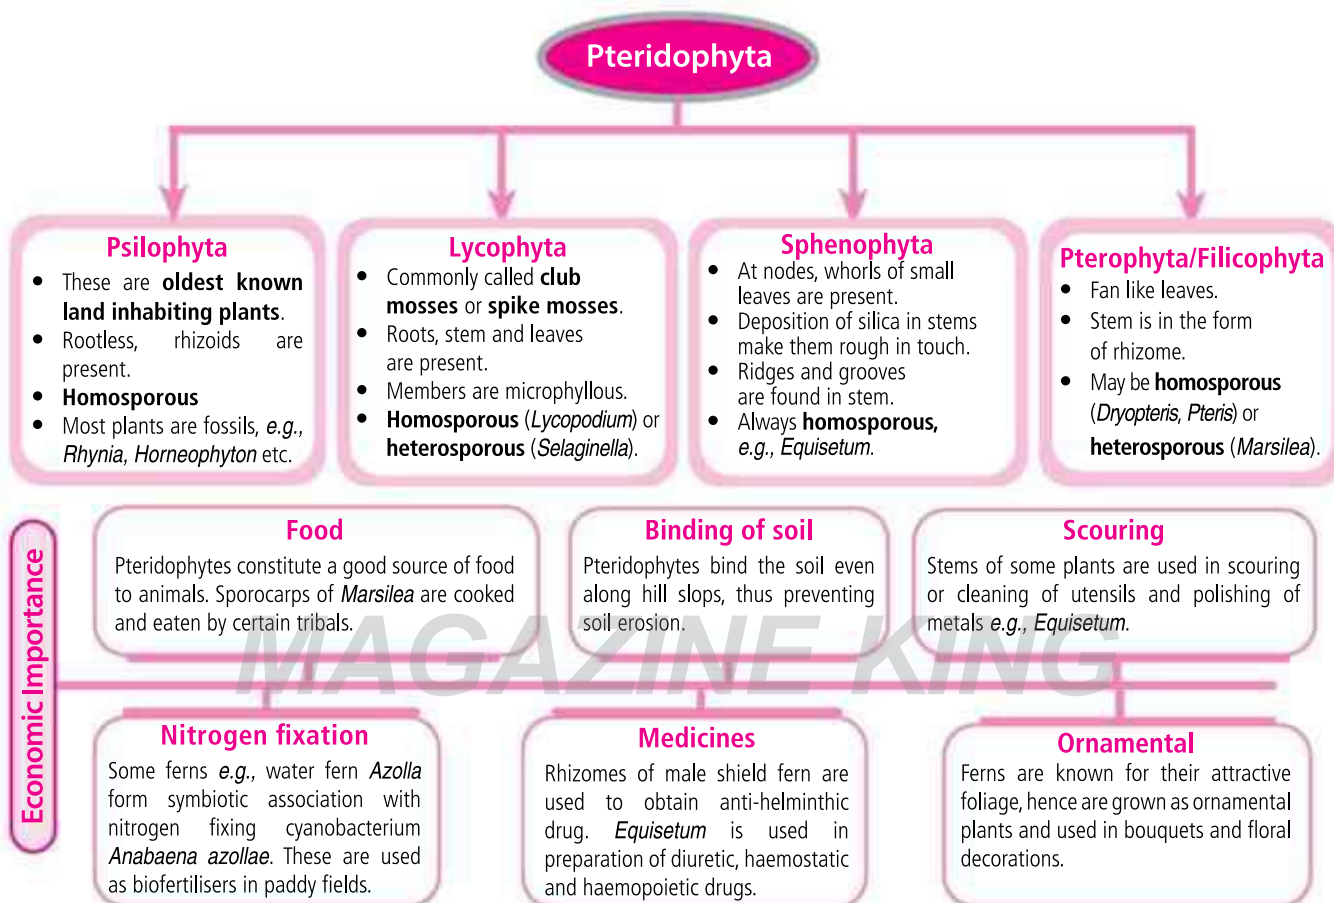 Pteridophyta
Psilophyta
• These are oldest known
land inhabiting plants.
• Rootless, rhizoids are
present.
• Homosporous
• Most plants are fossils, e.g.,
Rhynia, Horneophyton etc.
Lycophyta
• Commonly called club
mosses or spike mosses.
• Roots, stem and leaves
are present.
• Members are microphyllous.
• Homosporous (Lycopodium) or
heterosporous (Selaginella).
Sphenophyta
• At nodes, whorls of small
leaves are present.
• Deposition of silica in stems
make them rough in touch.
• Ridges and grooves
are found in stem.
• Always homosporous,
e.g., Equisetum.
Pterophyta/Filicophyta
• Fan like leaves.
• Stem is in the form
of rhizome.
• May be homosporous
(Dryopteris, Pteris) or
heterosporous (Marsilea).
Economic Importance
Food
Pteridophytes constitute a good source of food
to animals. Sporocarps of Marsilea are cooked
and eaten by certain tribals.
Binding of soil
Pteridophytes bind the soil even
along hill slops, thus preventing
soil erosion.
Scouring
Stems of some plants are used in scouring
or cleaning of utensils and polishing of
metals e.g., Equisetum.
MAGAZINE KING
Nitrogen fixation
Some ferns e.g., water fern Azolla
form symbiotic association with
nitrogen fixing cyanobacterium
Anabaena azollae. These are used
as biofertilisers in paddy fields.
Medicines
Rhizomes of male shield fern are
used to obtain anti-helminthic
drug. Equisetum is used in
preparation of diuretic, haemostatic
and haemopoietic drugs.
Ornamental
Ferns are known for their attractive
foliage, hence are grown as ornamental
plants and used in bouquets and floral
decorations.